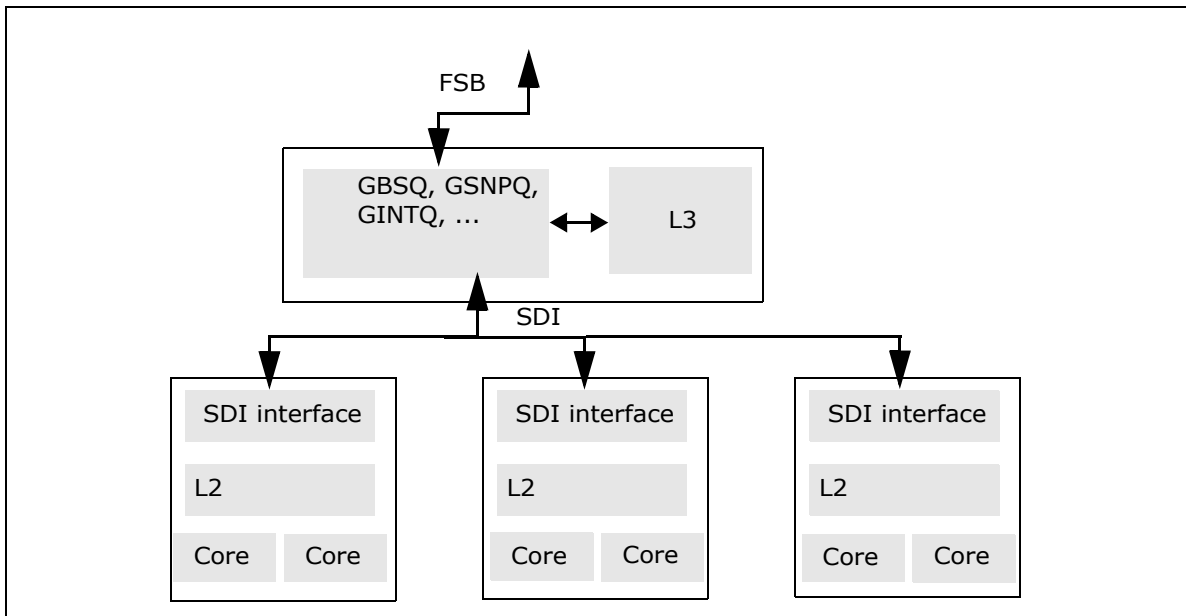 FSB
GBSQ, GSNPQ,
GINTQ, ...
L3
SDI
SDI interface
L2
Core
Core
SDI interface
L2
Core
Core
SDI interface
L2
Core
Core